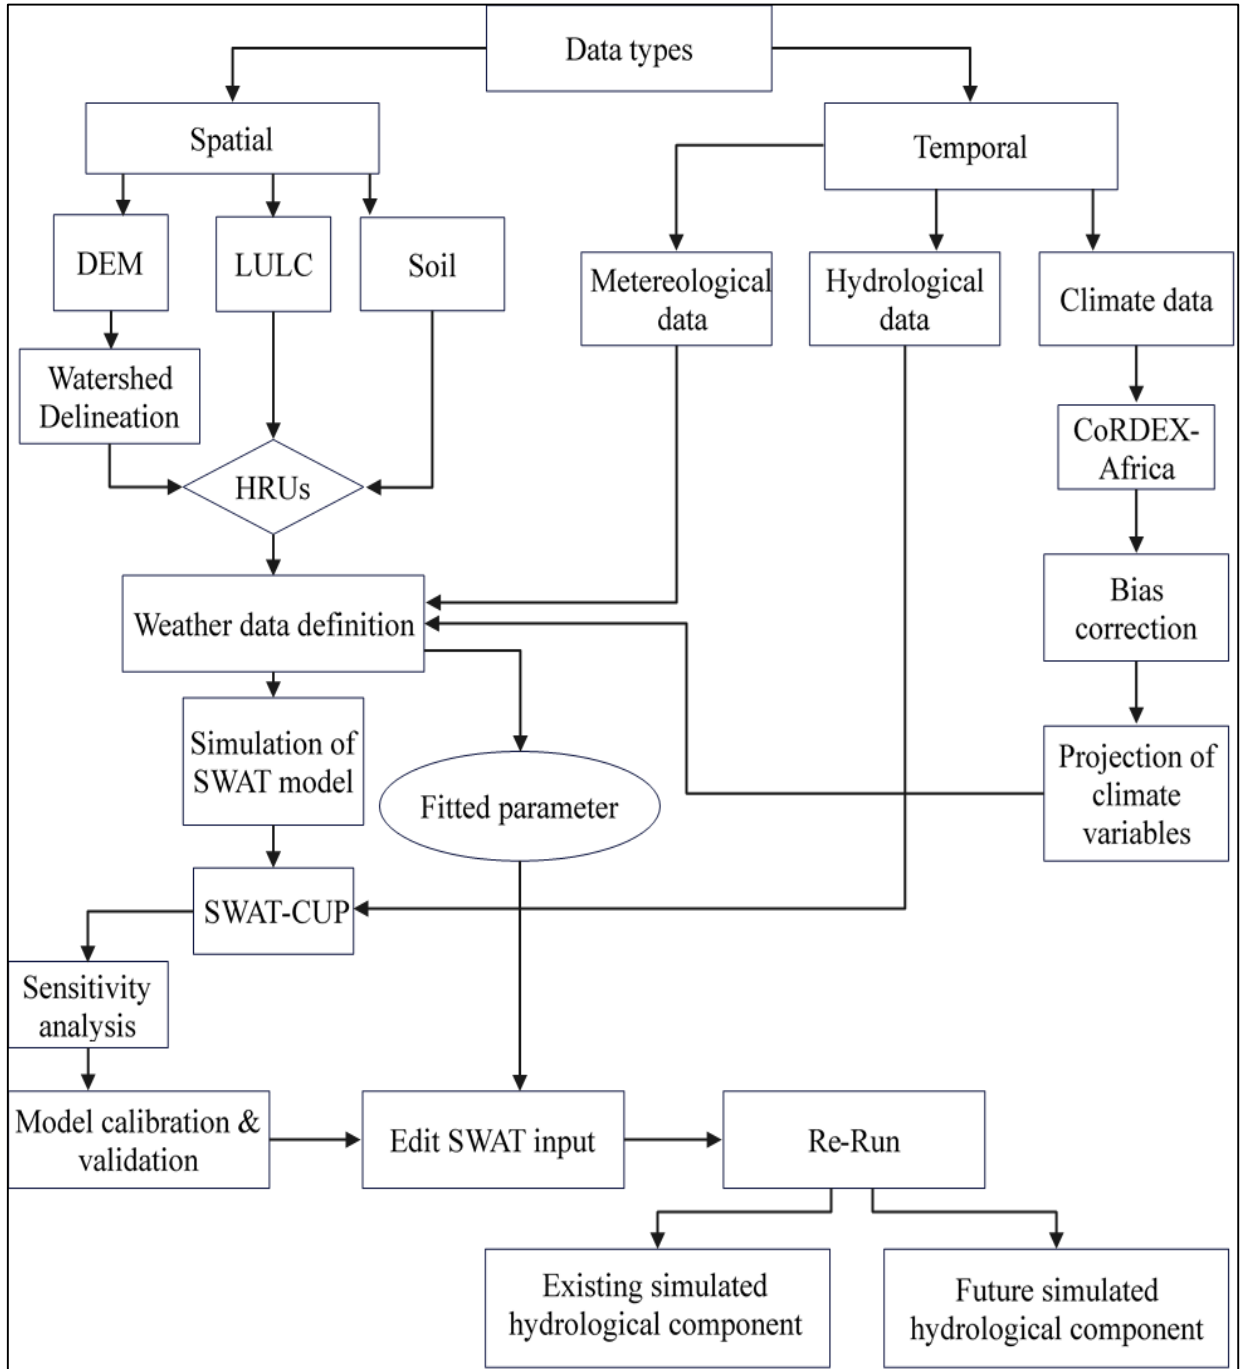 Data types
Spatial
Temporal
DEM
LULC
Soil
Metereological
data
Hydrological
data
Climate data
Watershed
Delineation
CoRDEX-
Africa
HRUs
Weather data definition
Bias
correction
Simulation of
SWAT model
Fitted parameter
Projection of
climate
variables
SWAT-CUP
Sensitivity
analysis
Model calibration &
validation
Edit SWAT input
Re-Run
Existing simulated
hydrological component
Future simulated
hydrological component